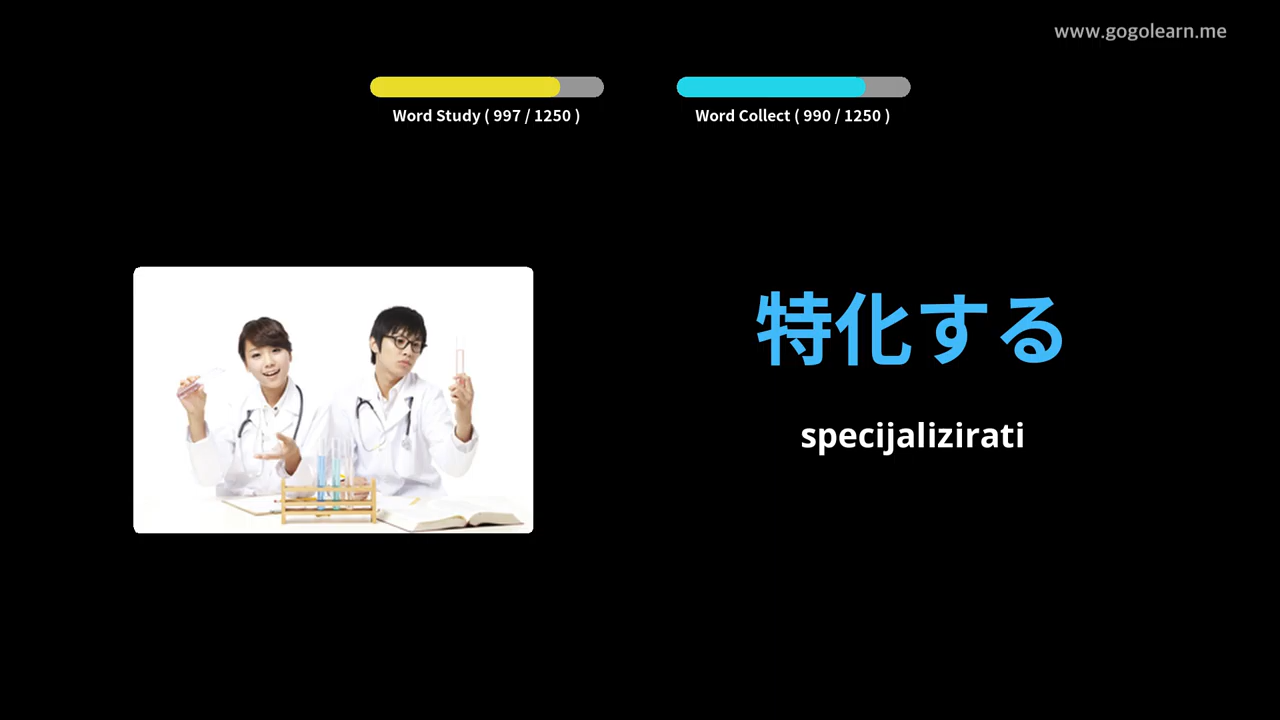 www.gogolearn.me
Word Study ( 997 / 1250 )
Word Collect ( 990 / 1250 )
特化する
specijalizirati